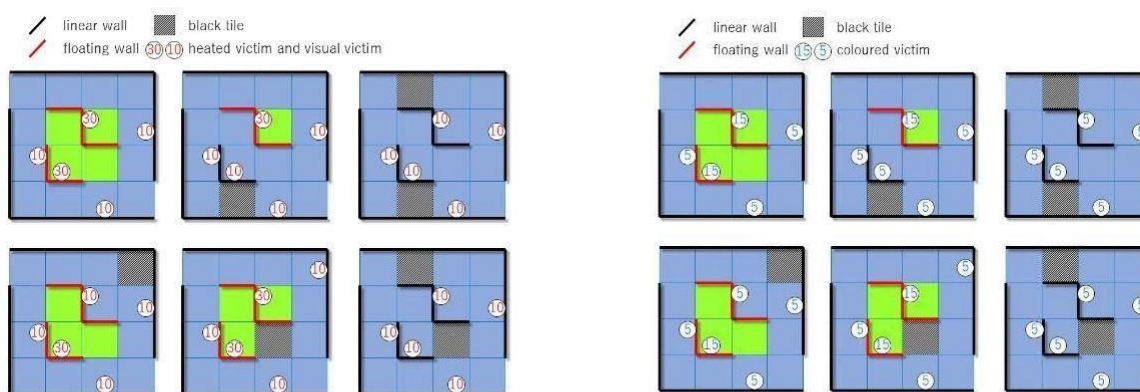 linear wall black tile
floating wall 30 10 heated victim and visual victim
30 10 10 30 10
30 10 10 10 10
10 10 10 10 10
10 10 10 30 10
10 30 10 30 10
10 10 10 10 10
linear wall black tile
floating wall 15 5 coloured victim
15 5 5 15 5
15 5 5 5 5
5 5 5 5 5
5 5 5 15 5
5 15 5 15 5
5 5 5 5 5